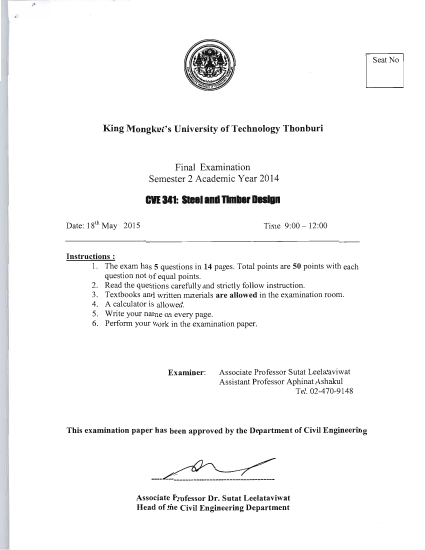 Seat No
King Mongkut's University of Technology Thonburi
Final Examination
Semester 2 Academic Year 2014
CVE 341: Steel and Timber Design
Date: 18th May 2015 Time 9:00 – 12:00
Instructions :
1. The exam has 5 questions in 14 pages. Total points are 50 points with each
question not of equal points.
2. Read the questions carefully and strictly follow instruction.
3. Textbooks and written materials are allowed in the examination room.
4. A calculator is allowed.
5. Write your name on every page.
6. Perform your work in the examination paper.
Examiner: Associate Professor Sutat Leelataviwat
Assistant Professor Aphinat Ashakul
Tel. 02-470-9148
This examination paper has been approved by the Department of Civil Engineering
Associate Professor Dr. Sutat Leelataviwat
Head of the Civil Engineering Department